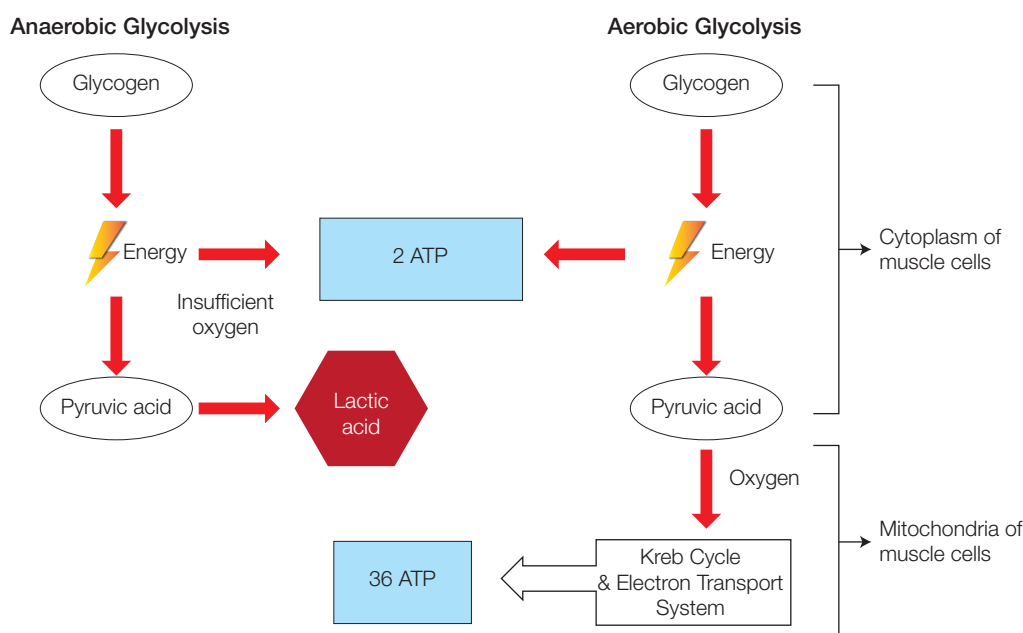 Anaerobic Glycolysis
Glycogen
Energy
Insufficient
oxygen
Pyruvic acid
Lactic
acid
2 ATP
Aerobic Glycolysis
Glycogen
Energy
Pyruvic acid
Cytoplasm of
muscle cells
Oxygen
Kreb Cycle
& Electron Transport
System
36 ATP
Mitochondria of
muscle cells